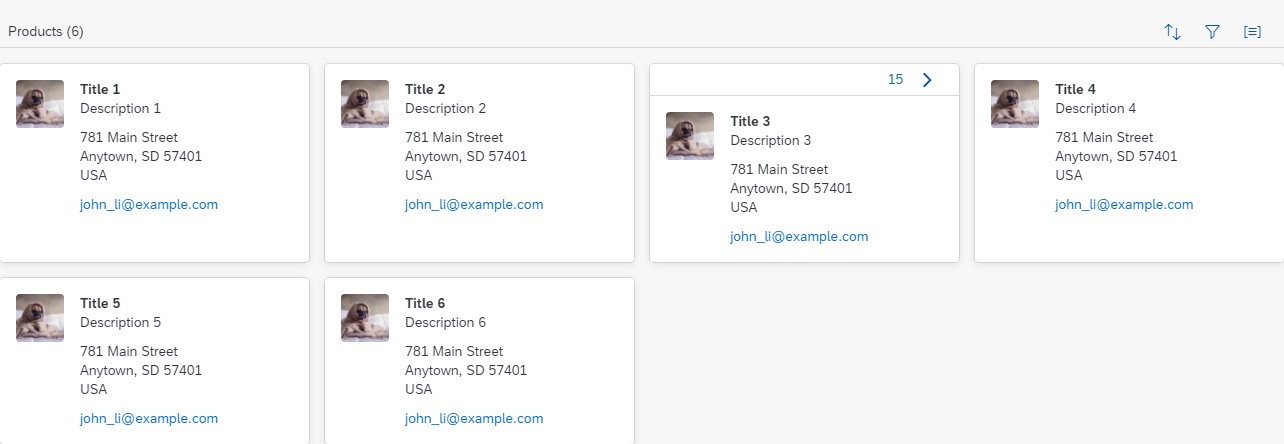 Products (6)
Title 1
Description 1
781 Main Street
Anytown, SD 57401
USA
john_li@example.com
Title 2
Description 2
781 Main Street
Anytown, SD 57401
USA
john_li@example.com
15
Title 3
Description 3
781 Main Street
Anytown, SD 57401
USA
john_li@example.com
Title 4
Description 4
781 Main Street
Anytown, SD 57401
USA
john_li@example.com
Title 5
Description 5
781 Main Street
Anytown, SD 57401
USA
john_li@example.com
Title 6
Description 6
781 Main Street
Anytown, SD 57401
USA
john_li@example.com